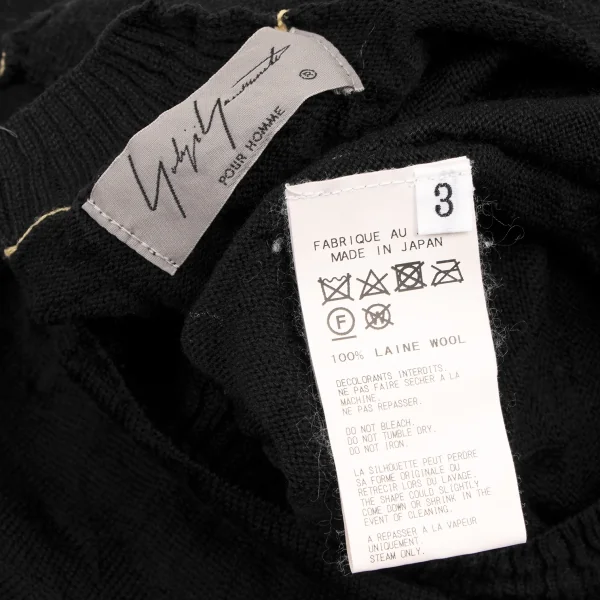 Yohji Yamamoto ®
POUR HOMME
3
FABRIQUE AU
MADE IN JAPAN
F W
100% LAINE WOOL
DECOLORANTS INTERDITS.
NE PAS FAIRE SECHER A LA
MACHINE.
NE PAS REPASSER.
DO NOT BLEACH.
DO NOT TUMBLE DRY.
DO NOT IRON.
LA SILHOUETTE PEUT PERDRE
SA FORME ORIGINALE OU
RETRECIR LORS DU LAVAGE.
THE SHAPE COULD SLIGHTLY
COME DOWN OR SHRINK IN THE
EVENT OF CLEANING.
A REPASSER A LA VAPEUR
UNIQUEMENT.
STEAM ONLY.